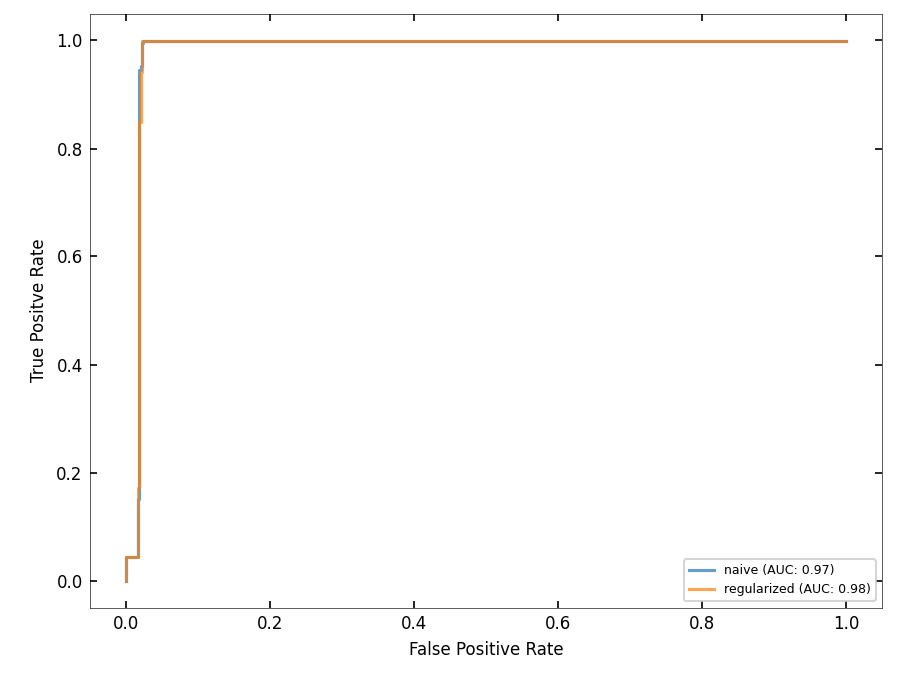 1.0
0.8
0.6
0.4
0.2
0.0
True Positve Rate
naive (AUC: 0.97)
regularized (AUC: 0.98)
0.0 0.2 0.4 0.6 0.8 1.0
False Positive Rate